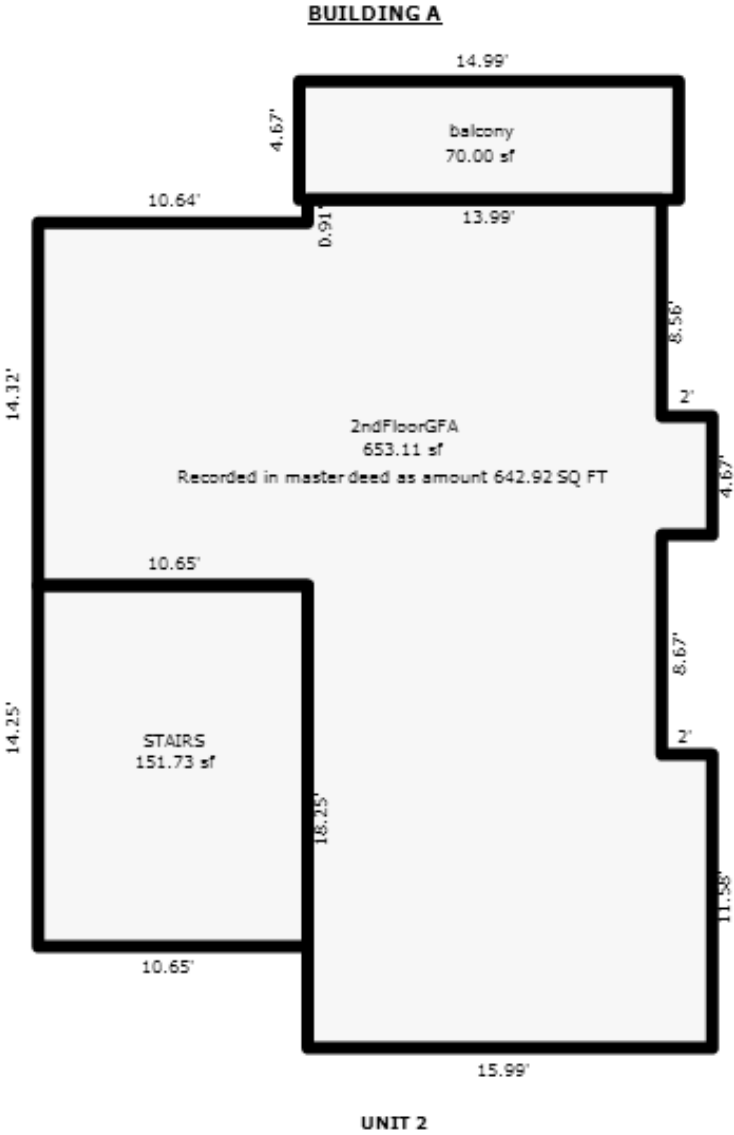 BUILDING A
14.99'
4.67'
balcony
70.00 sf
10.64'
0.91'
13.99'
8.56'
14.32'
2'
2ndFloorGFA
653.11 sf
Recorded in master deed as amount 642.92 SQ FT
4.67'
10.65'
8.67'
14.25'
STAIRS
151.73 sf
2'
18.25'
11.58'
10.65'
15.99'
UNIT 2